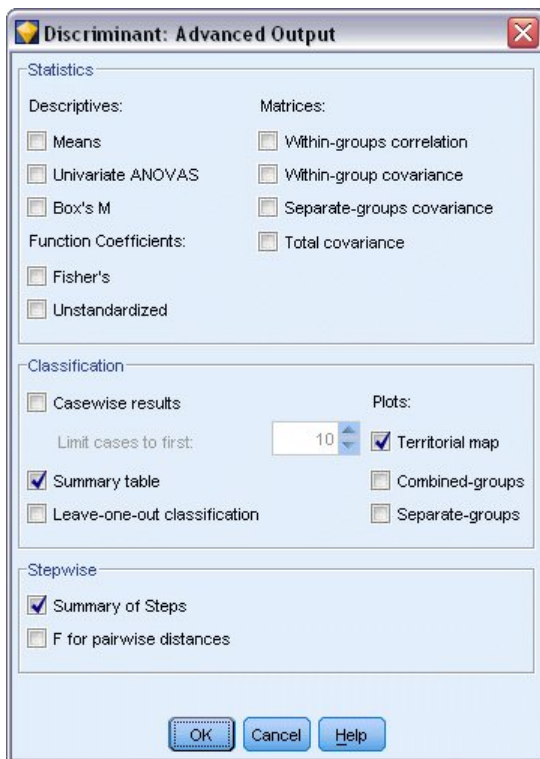 Discriminant: Advanced Output
Statistics
Descriptives:
Means
Univariate ANOVAS
Box's M
Function Coefficients:
Fisher's
Unstandardized
Matrices:
Within-groups correlation
Within-group covariance
Separate-groups covariance
Total covariance
Classification
Casewise results
Limit cases to first: 10
Summary table
Leave-one-out classification
Plots:
Territorial map
Combined-groups
Separate-groups
Stepwise
Summary of Steps
F for pairwise distances
OK Cancel Help